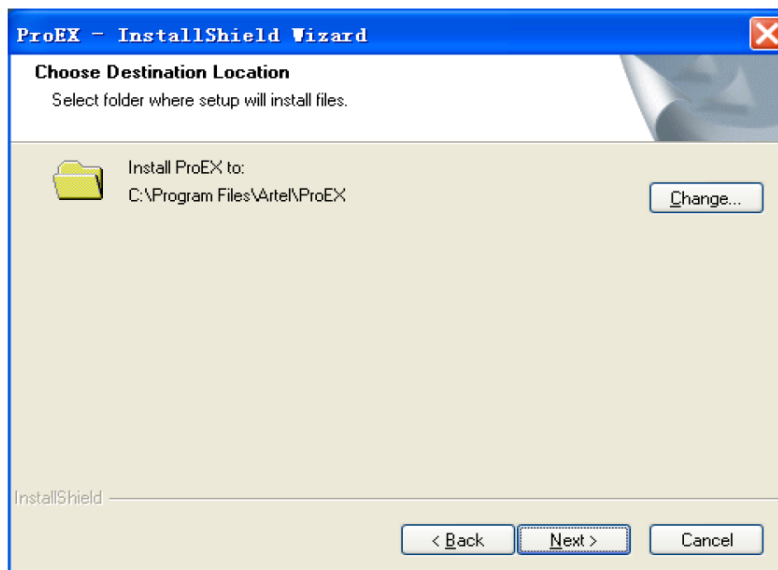 ProEX - InstallShield Wizard
Choose Destination Location
Select folder where setup will install files.
Install ProEX to:
C:\Program Files\Artel\ProEX
Change...
InstallShield
< Back
Next >
Cancel